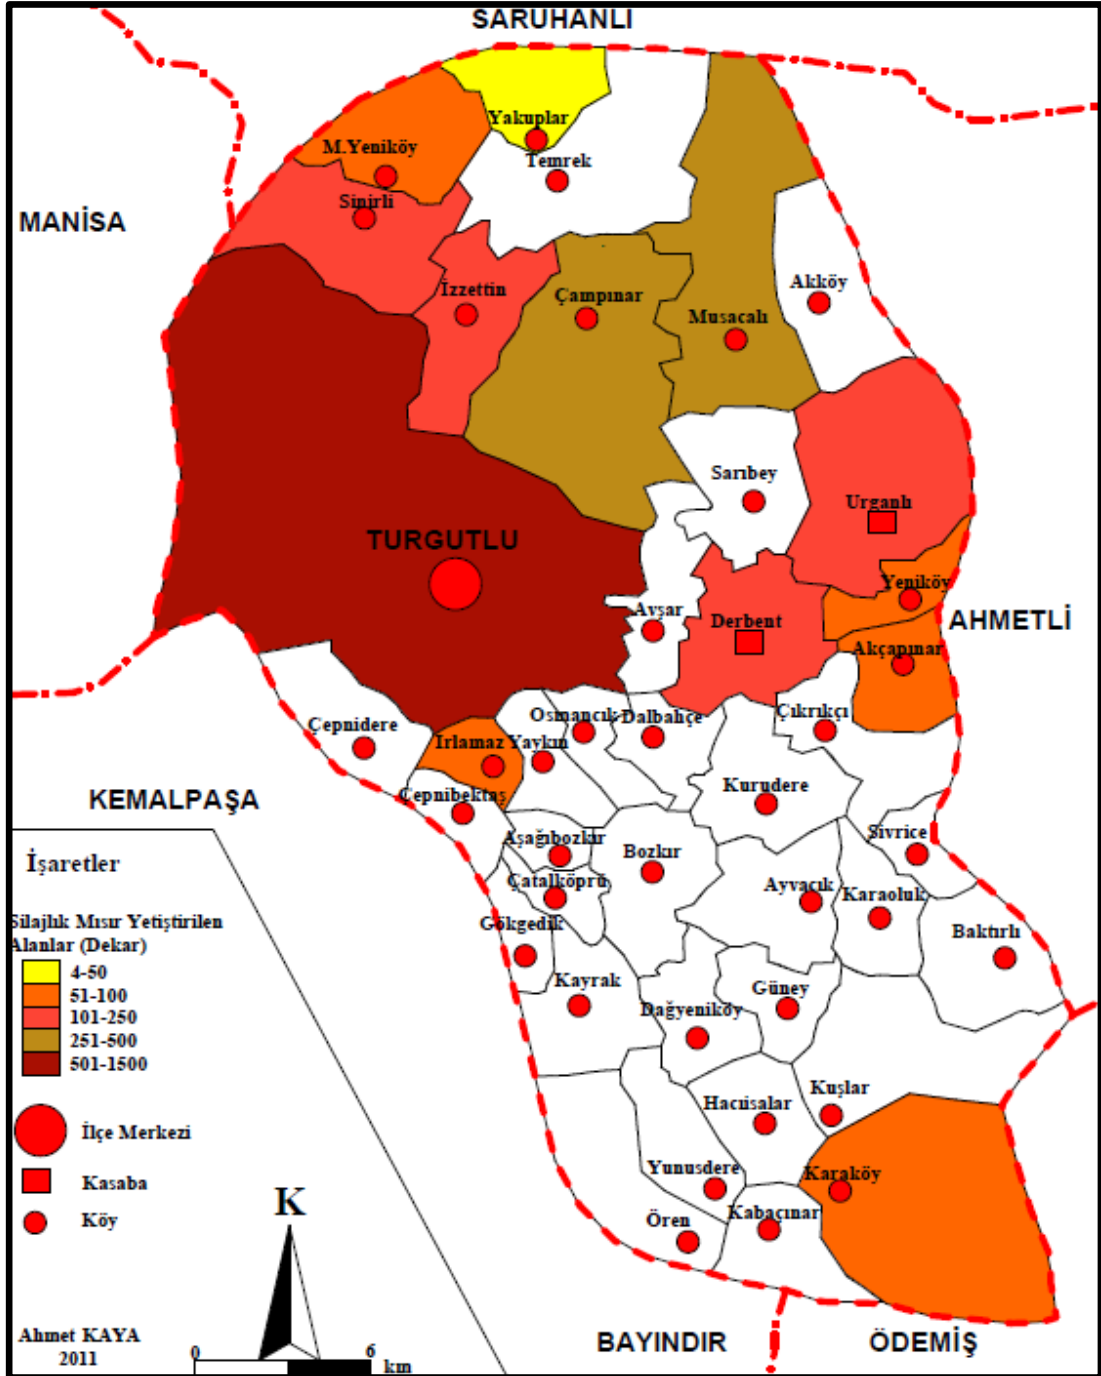 SARUHANLI
Yakuplar
M.Yeniköy
Temrek
Sinirli
MANİSA
Akköy
İzzettin
Çampınar
Musacalı
Sarıbey
Urganlı
TURGUTLU
Yeniköy
Avşar
Derbent
AHMETLİ
Akçapınar
Çepnidere
Osmancık
Dalbahçe
Çıkrıkçı
Irlamaz
Yaykın
Kurudere
KEMALPAŞA
Çepnibektaş
Aşağıbozkır
Bozkır
Sivrice
Çatalköprü
Ayvacık
Karaoluk
Gökgedik
Baktırlı
Kayrak
Güney
Dağyeniköy
Hacıisalar
Kuşlar
Yunusdere
Karaköy
Ören
Kabaçınar
BAYINDIR
ÖDEMİŞ
İşaretler
Silajlık Mısır Yetiştirilen
Alanlar (Dekar)
4-50
51-100
101-250
251-500
501-1500
İlçe Merkezi
Kasaba
Köy
K
Ahmet KAYA
2011
0 6
km